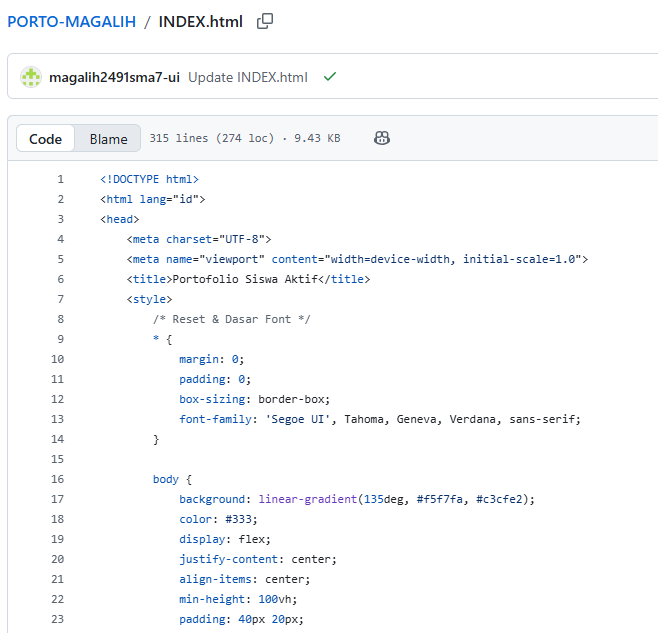 PORTO-MAGALIH / INDEX.html
magalih2491sma7-ui Update INDEX.html
Code Blame 315 lines (274 loc) · 9.43 KB
1 <!DOCTYPE html>
2 <html lang="id">
3 <head>
4 <meta charset="UTF-8">
5 <meta name="viewport" content="width=device-width, initial-scale=1.0">
6 <title>Portofolio Siswa Aktif</title>
7 <style>
8 /* Reset & Dasar Font */
9 * {
10 margin: 0;
11 padding: 0;
12 box-sizing: border-box;
13 font-family: 'Segoe UI', Tahoma, Geneva, Verdana, sans-serif;
14 }
15
16 body {
17 background: linear-gradient(135deg, #f5f7fa, #c3cfe2);
18 color: #333;
19 display: flex;
20 justify-content: center;
21 align-items: center;
22 min-height: 100vh;
23 padding: 40px 20px;